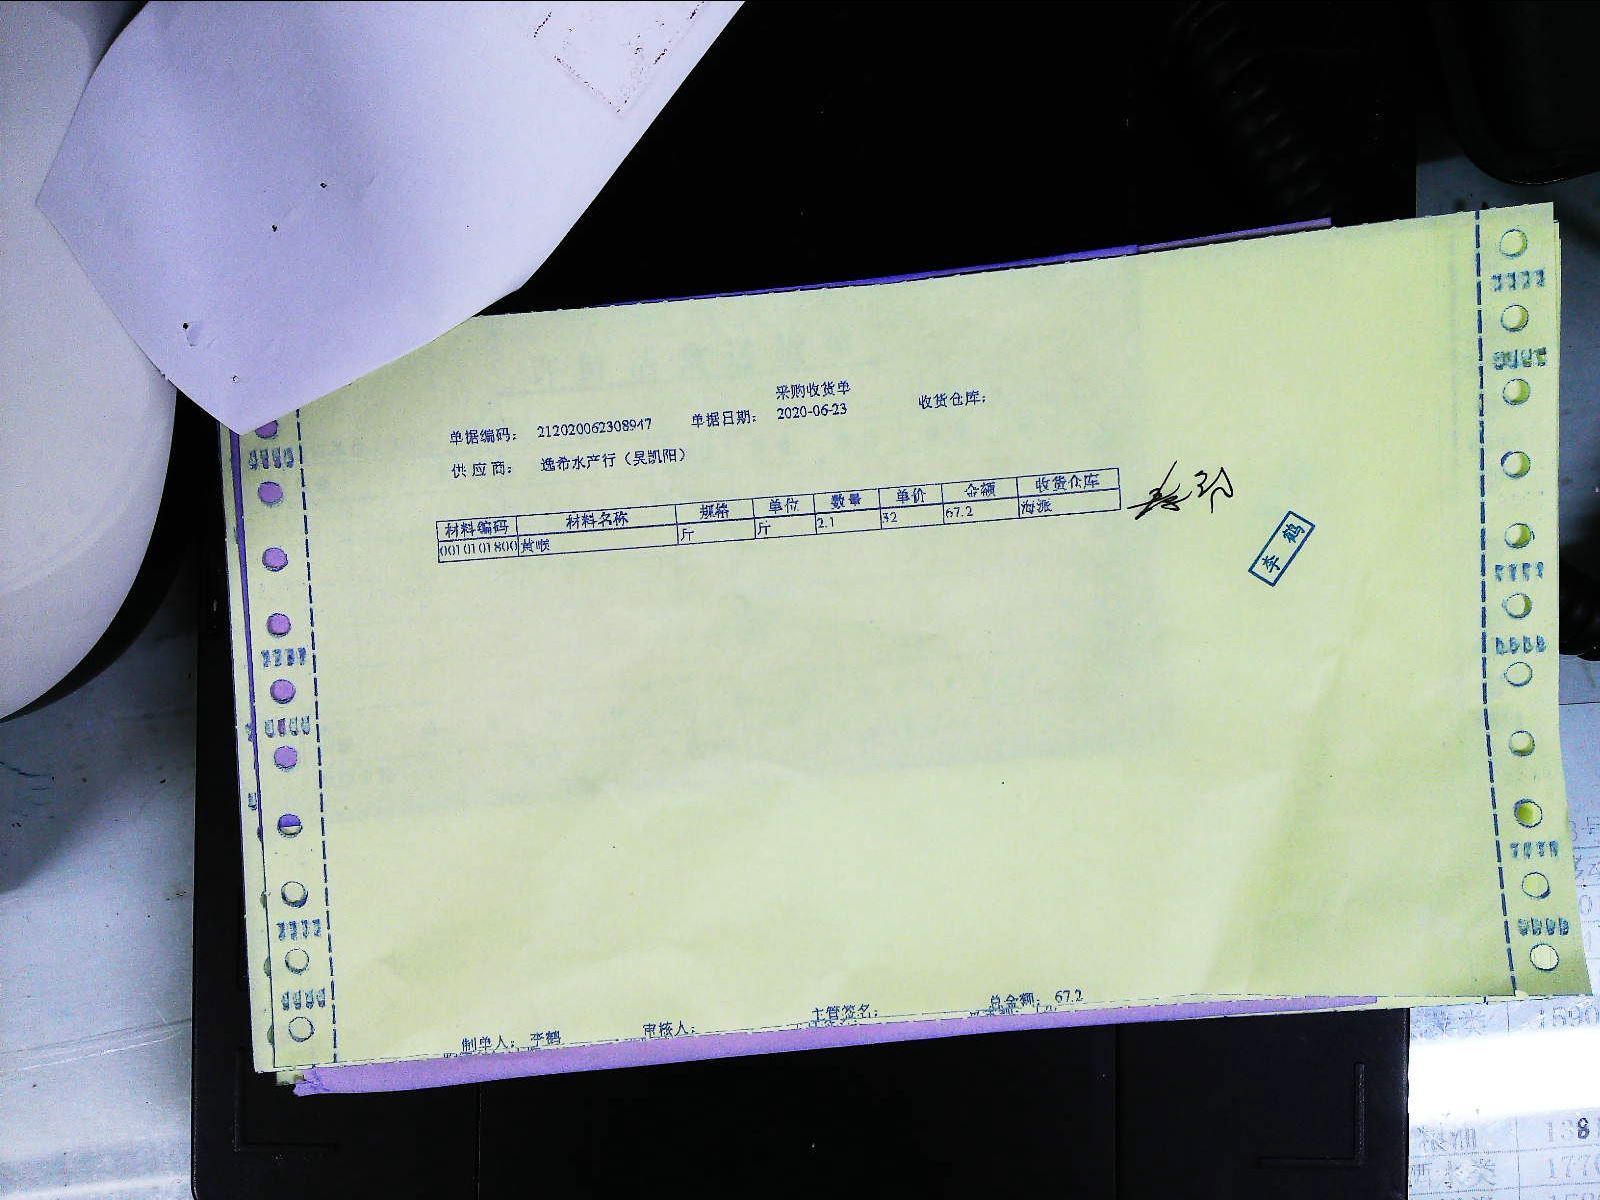 采购收货单
单据编码： 212020062308947 单据日期： 2020-06-23 收货仓库：
供应商： 逸希水产行（吴凯阳）
材料编码 材料名称 规格 单位 数量 单价 金额 收货仓库
0010101800 黄喉 斤 斤 2.1 32 67.2 海派
李鹤
制单人： 李鹤 审核人： 主管签名： 总金额： 67.2